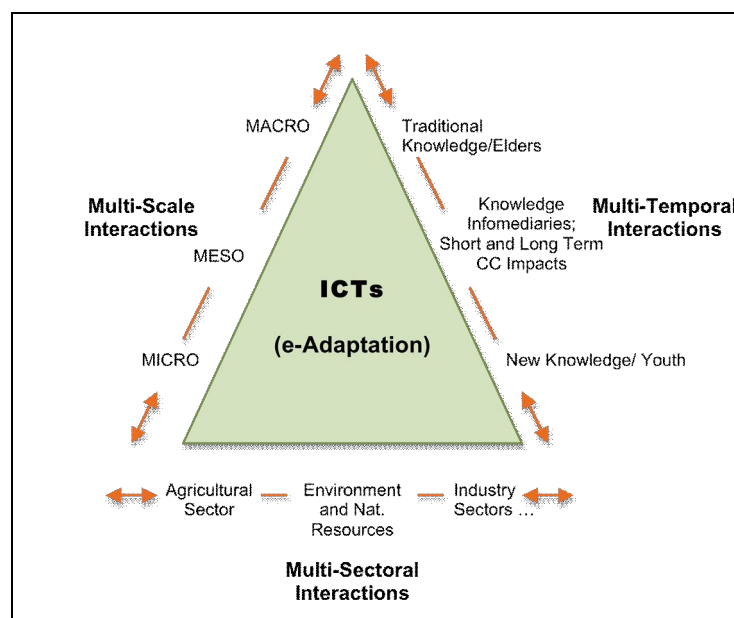 MACRO
Traditional
Knowledge/Elders
Multi-Scale
Interactions
Knowledge
Infomediaries;
Short and Long Term
CC Impacts
Multi-Temporal
Interactions
MESO
ICTs
(e-Adaptation)
MICRO
New Knowledge/ Youth
Agricultural
Sector
Environment
and Nat.
Resources
Industry
Sectors ...
Multi-Sectoral
Interactions